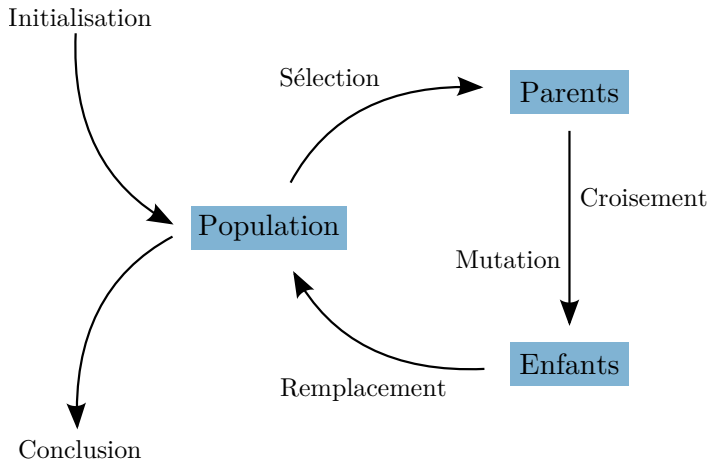 Initialisation
Sélection
Parents
Croisement
Population
Mutation
Enfants
Remplacement
Conclusion